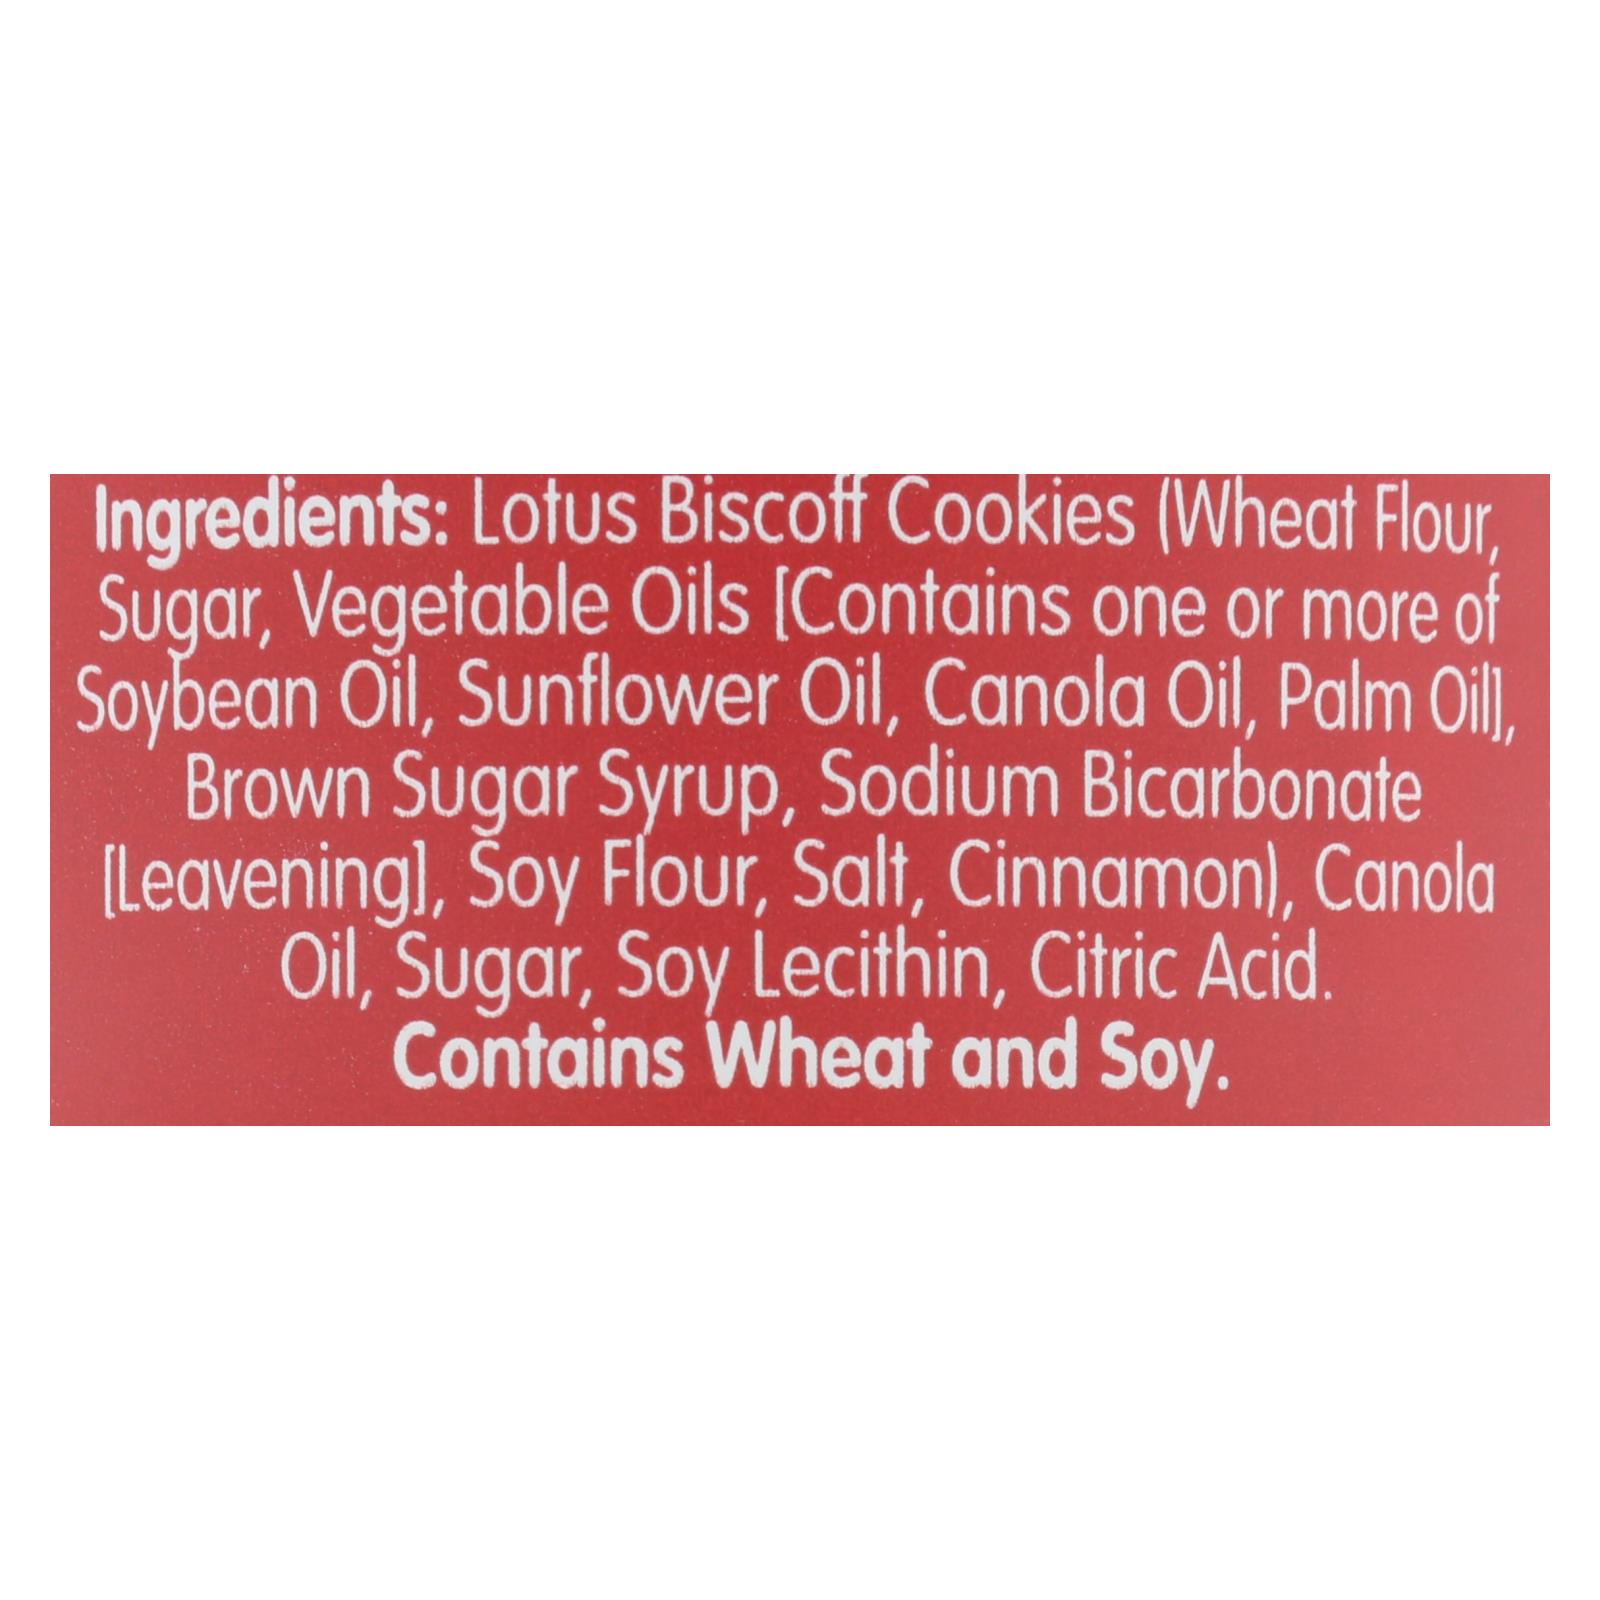 Ingredients: Lotus Biscoff Cookies (Wheat Flour,
Sugar, Vegetable Oils [Contains one or more of
Soybean Oil, Sunflower Oil, Canola Oil, Palm Oil],
Brown Sugar Syrup, Sodium Bicarbonate
[Leavening], Soy Flour, Salt, Cinnamon), Canola
Oil, Sugar, Soy Lecithin, Citric Acid.
Contains Wheat and Soy.